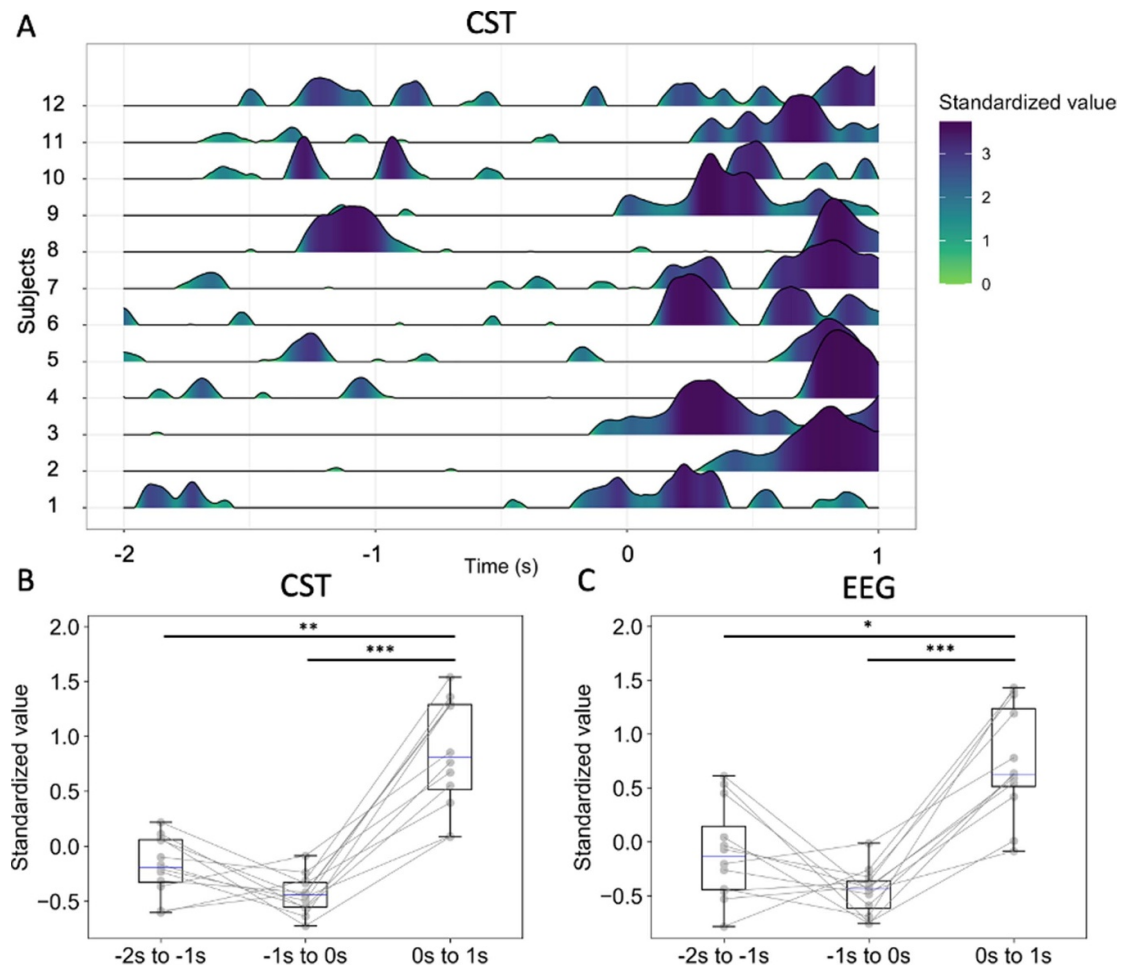 A
CST
12
11
10
9
8
7
6
5
4
3
2
1
Subjects
-2
-1
0
1
Time (s)
Standardized value
3
2
1
0
B
CST
2.0
1.5
1.0
0.5
0.0
−0.5
Standardized value
**
***
-2s to -1s
-1s to 0s
0s to 1s
C
EEG
2.0
1.5
1.0
0.5
0.0
−0.5
Standardized value
*
***
-2s to -1s
-1s to 0s
0s to 1s